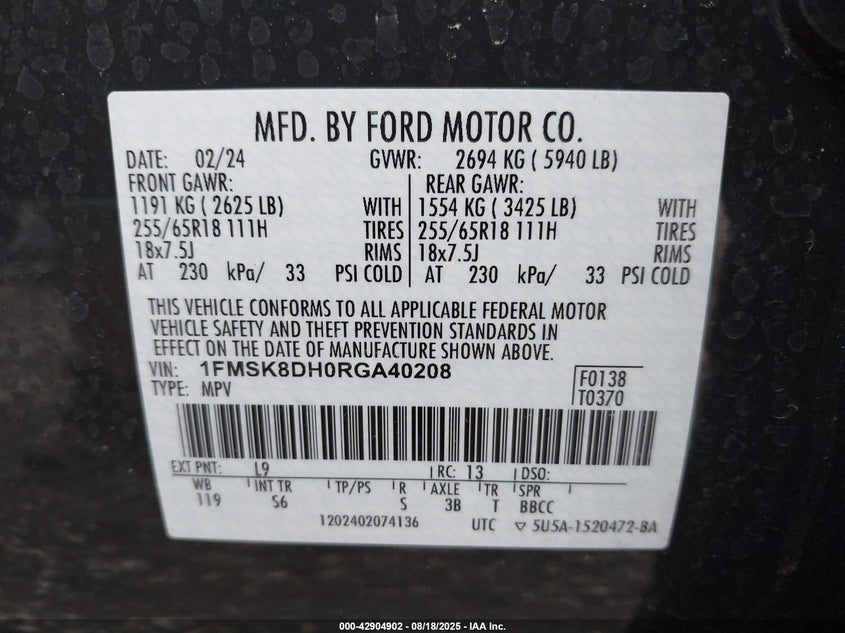 MFD. BY FORD MOTOR CO.
DATE: 02/24 GVWR: 2694 KG ( 5940 LB)
FRONT GAWR: REAR GAWR:
1191 KG ( 2625 LB) WITH 1554 KG ( 3425 LB) WITH
255/65R18 111H TIRES 255/65R18 111H TIRES
18x7.5J RIMS 18x7.5J RIMS
AT 230 kPa/ 33 PSI COLD AT 230 kPa/ 33 PSI COLD
THIS VEHICLE CONFORMS TO ALL APPLICABLE FEDERAL MOTOR
VEHICLE SAFETY AND THEFT PREVENTION STANDARDS IN
EFFECT ON THE DATE OF MANUFACTURE SHOWN ABOVE.
VIN: 1FMSK8DH0RGA40208 F0138
TYPE: MPV T0370
EXT PNT: L9 RC: 13 DSO:
WB INT TR TP/PS R AXLE TR SPR
119 S6 S 3B T BBCC
1202402074136 UTC ▽ 5U5A-1520472-BA
000-42904902 - 08/18/2025 - IAA Inc.